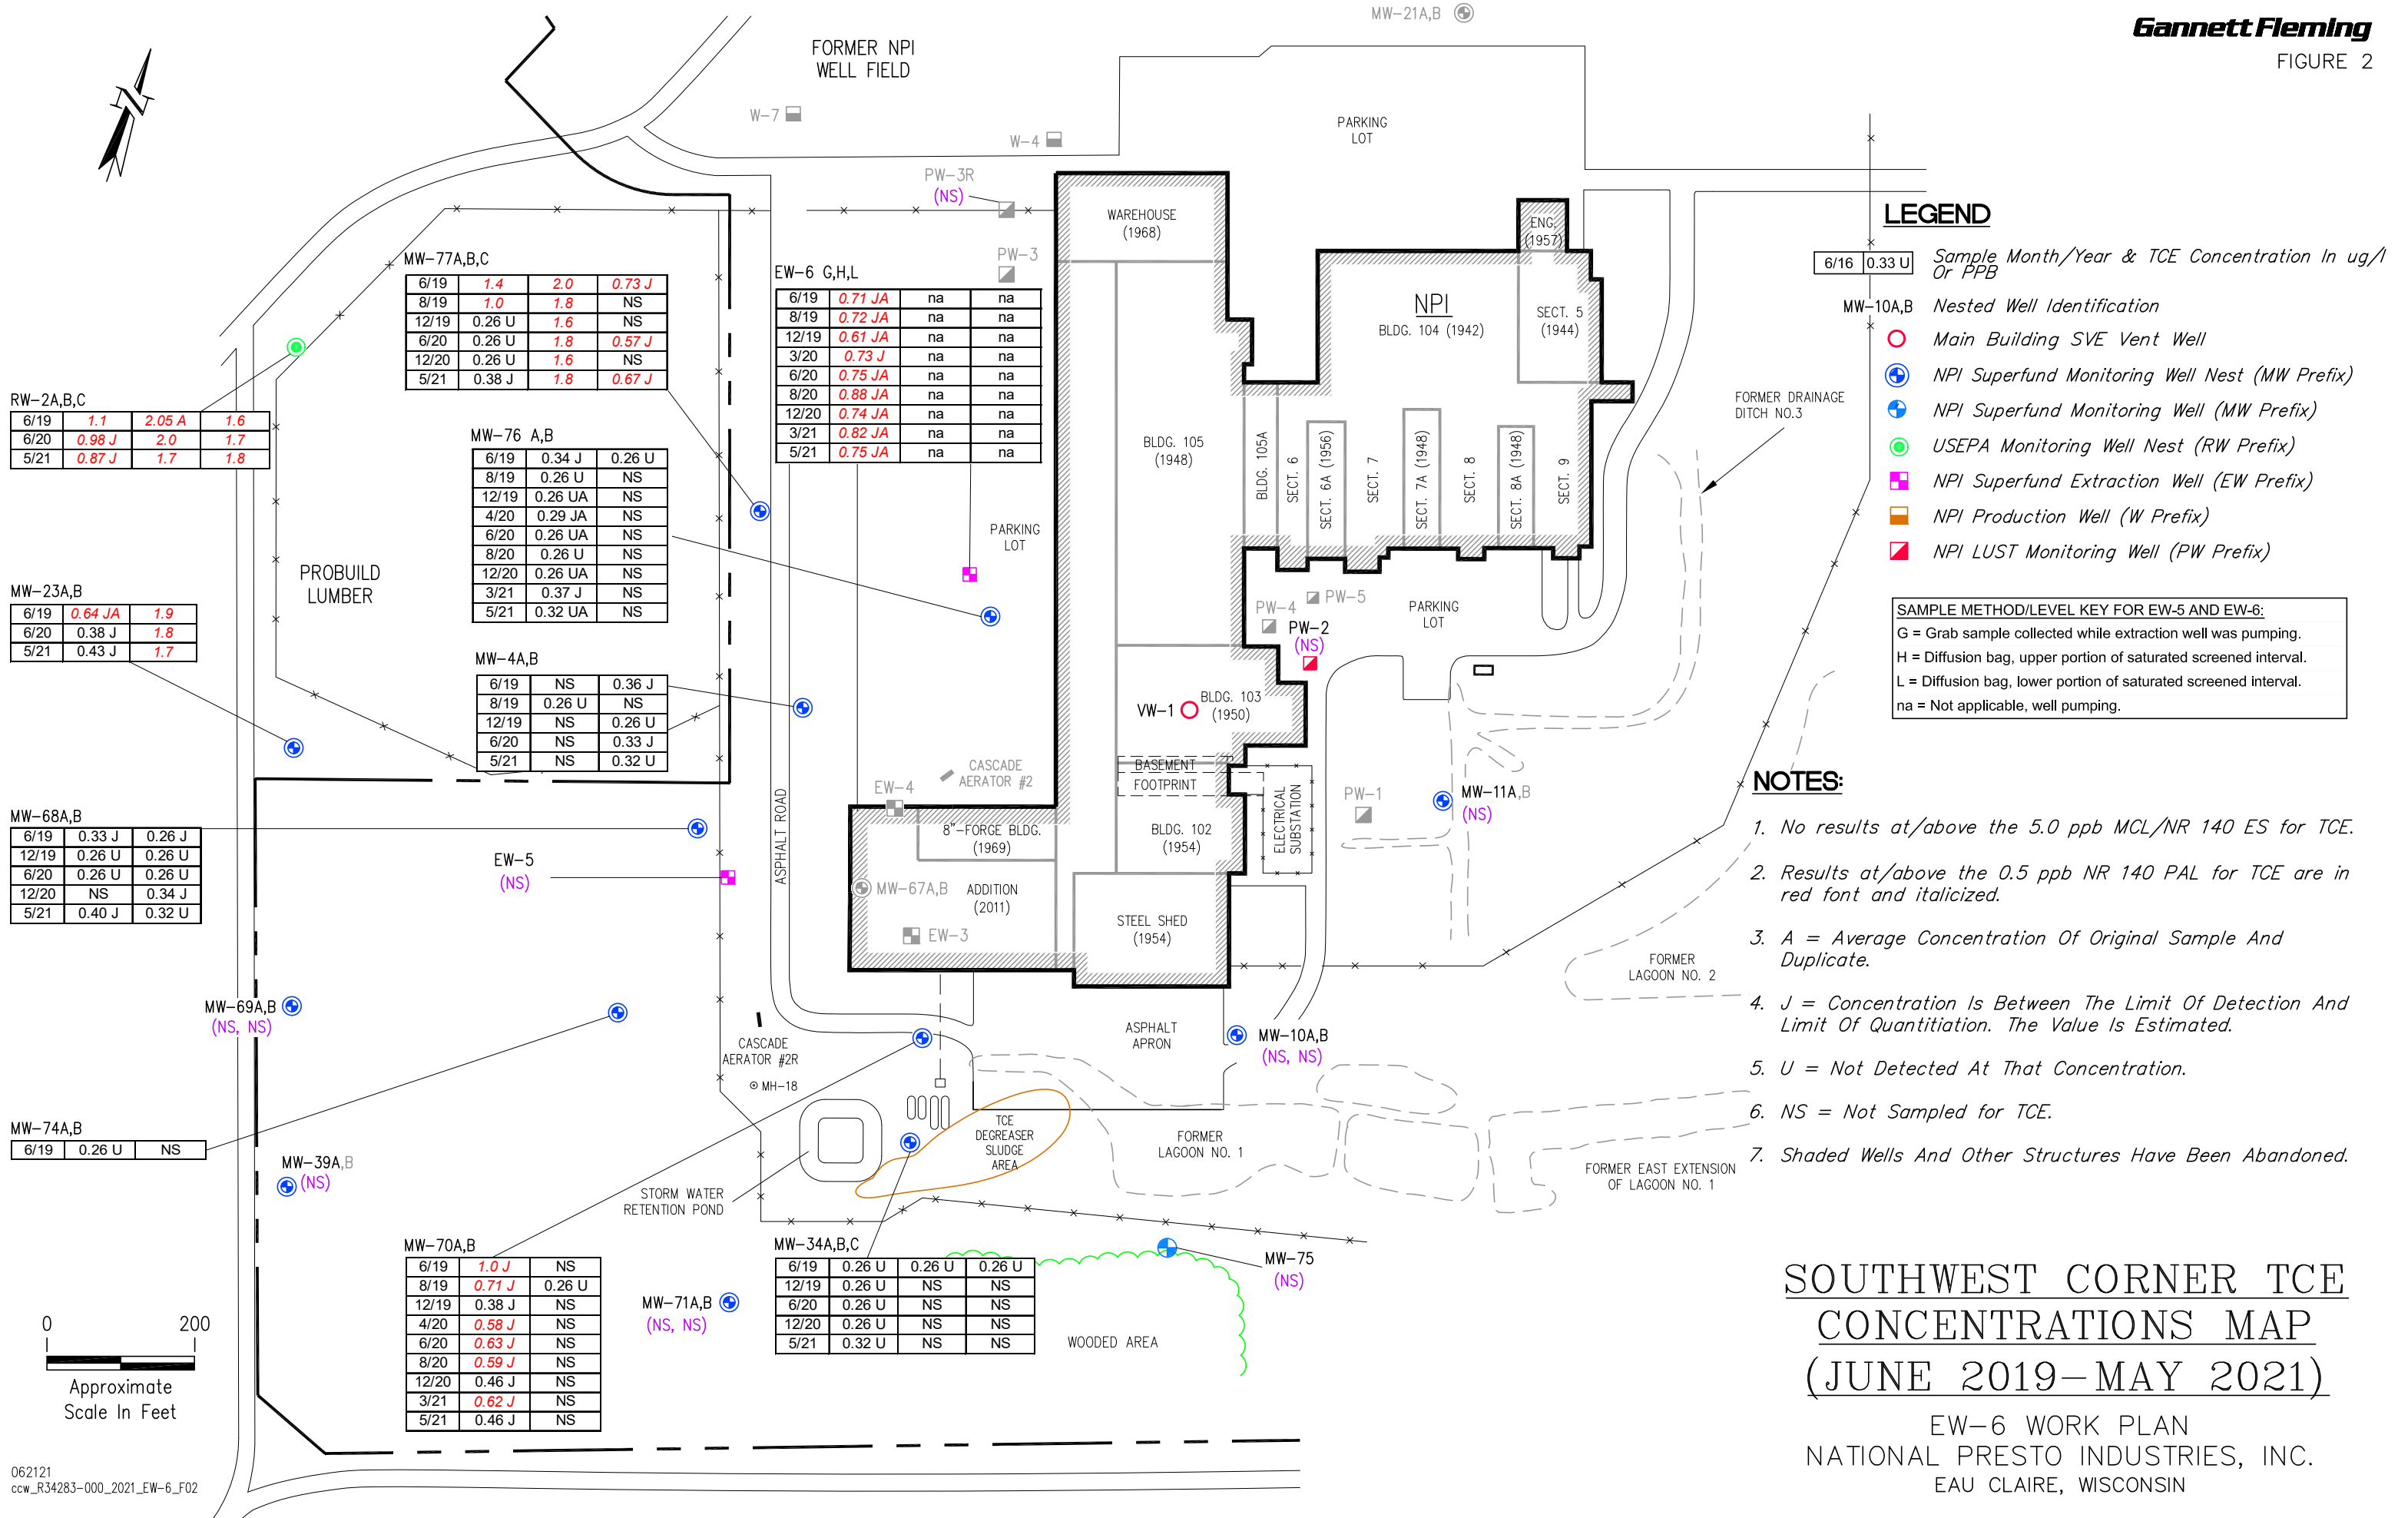 Gannett Fleming
FIGURE 2
MW-21A,B
FORMER NPI
WELL FIELD
N
W-7
W-4
PARKING
LOT
PW-3R
(NS)
PW-3
WAREHOUSE
(1968)
ENG.
(1957)
NPI
BLDG. 104 (1942)
SECT. 5
(1944)
BLDG. 105
(1948)
BLDG. 105A
SECT. 6
SECT. 6A (1956)
SECT. 7
SECT. 7A (1948)
SECT. 8
SECT. 8A (1948)
SECT. 9
FORMER DRAINAGE
DITCH NO.3
MW-77A,B,C
6/19 1.4 2.0 0.73 J
8/19 1.0 1.8 NS
12/19 0.26 U 1.6 NS
6/20 0.26 U 1.8 0.57 J
12/20 0.26 U 1.6 NS
5/21 0.38 J 1.8 0.67 J
EW-6 G,H,L
6/19 0.71 JA na na
8/19 0.72 JA na na
12/19 0.61 JA na na
3/20 0.73 J na na
6/20 0.75 JA na na
8/20 0.88 JA na na
12/20 0.74 JA na na
3/21 0.82 JA na na
5/21 0.75 JA na na
RW-2A,B,C
6/19 1.1 2.05 A 1.6
6/20 0.98 J 2.0 1.7
5/21 0.87 J 1.7 1.8
MW-76 A,B
6/19 0.34 J 0.26 U
8/19 0.26 U NS
12/19 0.26 UA NS
4/20 0.29 JA NS
6/20 0.26 UA NS
8/20 0.26 U NS
12/20 0.26 UA NS
3/21 0.37 J NS
5/21 0.32 UA NS
PARKING
LOT
PROBUILD
LUMBER
MW-23A,B
6/19 0.64 JA 1.9
6/20 0.38 J 1.8
5/21 0.43 J 1.7
MW-4A,B
6/19 NS 0.36 J
8/19 0.26 U NS
12/19 NS 0.26 U
6/20 NS 0.33 J
5/21 NS 0.32 U
PW-4
PW-5
PW-2
(NS)
PARKING
LOT
VW-1
BLDG. 103
(1950)
BASEMENT
FOOTPRINT
CASCADE
AERATOR #2
EW-4
ELECTRICAL
SUBSTATION
PW-1
MW-11A,B
(NS)
MW-68A,B
6/19 0.33 J 0.26 J
12/19 0.26 U 0.26 U
6/20 0.26 U 0.26 U
12/20 NS 0.34 J
5/21 0.40 J 0.32 U
EW-5
(NS)
ASPHALT ROAD
8"-FORGE BLDG.
(1969)
BLDG. 102
(1954)
MW-67A,B
ADDITION
(2011)
EW-3
STEEL SHED
(1954)
FORMER
LAGOON NO. 2
MW-69A,B
(NS, NS)
CASCADE
AERATOR #2R
MH-18
ASPHALT
APRON
MW-10A,B
(NS, NS)
MW-74A,B
6/19 0.26 U NS
MW-39A,B
(NS)
TCE
DEGREASER
SLUDGE
AREA
FORMER
LAGOON NO. 1
FORMER EAST EXTENSION
OF LAGOON NO. 1
STORM WATER
RETENTION POND
MW-70A,B
6/19 1.0 J NS
8/19 0.71 J 0.26 U
12/19 0.38 J NS
4/20 0.58 J NS
6/20 0.63 J NS
8/20 0.59 J NS
12/20 0.46 J NS
3/21 0.62 J NS
5/21 0.46 J NS
MW-71A,B
(NS, NS)
MW-34A,B,C
6/19 0.26 U 0.26 U 0.26 U
12/19 0.26 U NS NS
6/20 0.26 U NS NS
12/20 0.26 U NS NS
5/21 0.32 U NS NS
MW-75
(NS)
WOODED AREA
0 200
Approximate
Scale In Feet
062121
ccw_R34283-000_2021_EW-6_F02
LEGEND
6/16 0.33 U Sample Month/Year & TCE Concentration In ug/l
Or PPB
MW-10A,B Nested Well Identification
Main Building SVE Vent Well
NPI Superfund Monitoring Well Nest (MW Prefix)
NPI Superfund Monitoring Well (MW Prefix)
USEPA Monitoring Well Nest (RW Prefix)
NPI Superfund Extraction Well (EW Prefix)
NPI Production Well (W Prefix)
NPI LUST Monitoring Well (PW Prefix)
SAMPLE METHOD/LEVEL KEY FOR EW-5 AND EW-6:
G = Grab sample collected while extraction well was pumping.
H = Diffusion bag, upper portion of saturated screened interval.
L = Diffusion bag, lower portion of saturated screened interval.
na = Not applicable, well pumping.
NOTES:
1. No results at/above the 5.0 ppb MCL/NR 140 ES for TCE.
2. Results at/above the 0.5 ppb NR 140 PAL for TCE are in
red font and italicized.
3. A = Average Concentration Of Original Sample And
Duplicate.
4. J = Concentration Is Between The Limit Of Detection And
Limit Of Quantitiation. The Value Is Estimated.
5. U = Not Detected At That Concentration.
6. NS = Not Sampled for TCE.
7. Shaded Wells And Other Structures Have Been Abandoned.
SOUTHWEST CORNER TCE
CONCENTRATIONS MAP
(JUNE 2019-MAY 2021)
EW-6 WORK PLAN
NATIONAL PRESTO INDUSTRIES, INC.
EAU CLAIRE, WISCONSIN